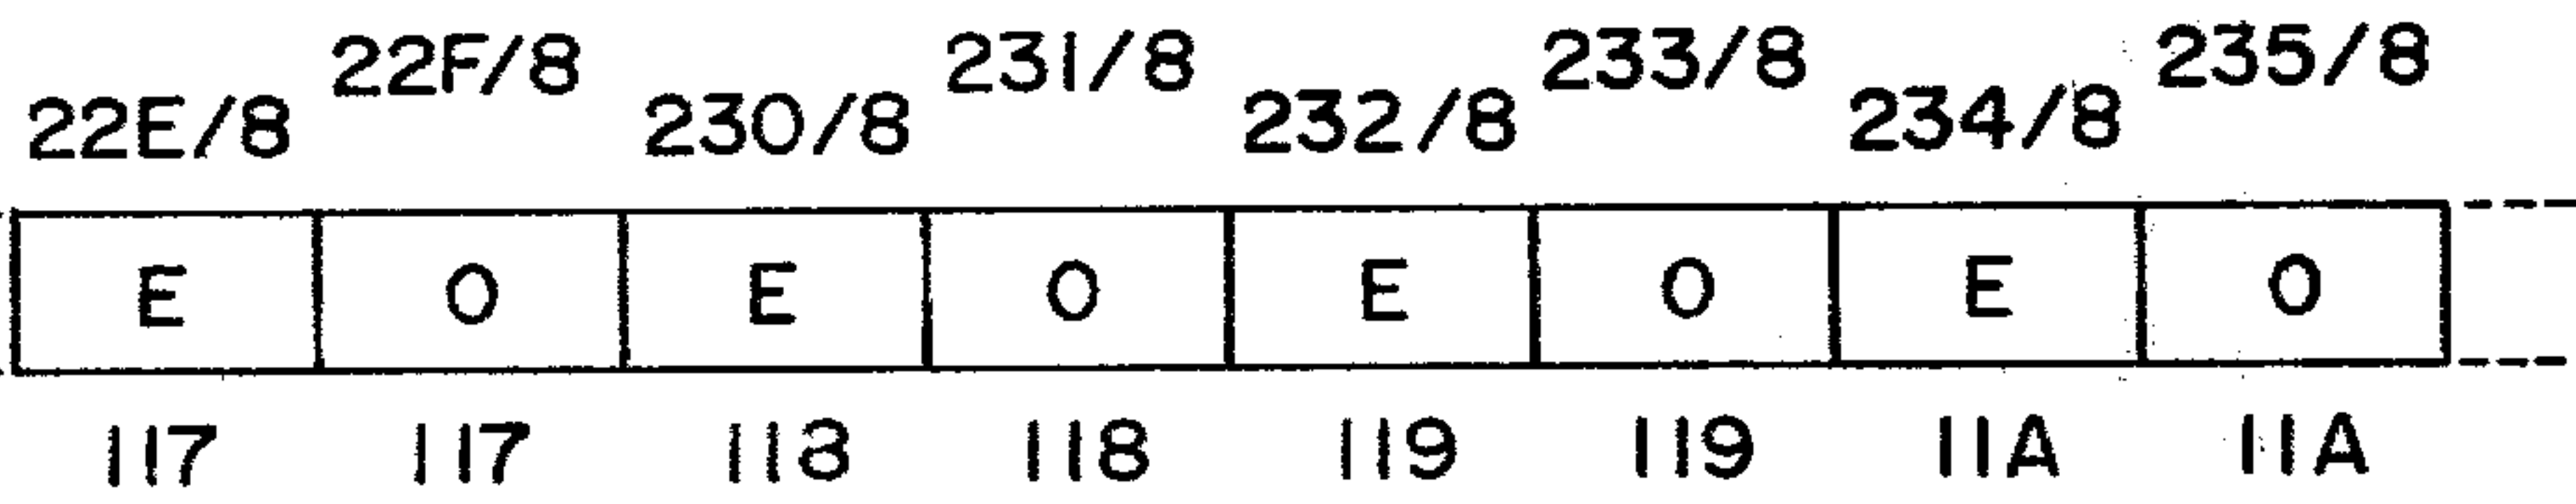 22E/8 22F/8 230/8 231/8 232/8 233/8 234/8 235/8
E O E O E O E O
117 117 118 118 119 119 11A 11A